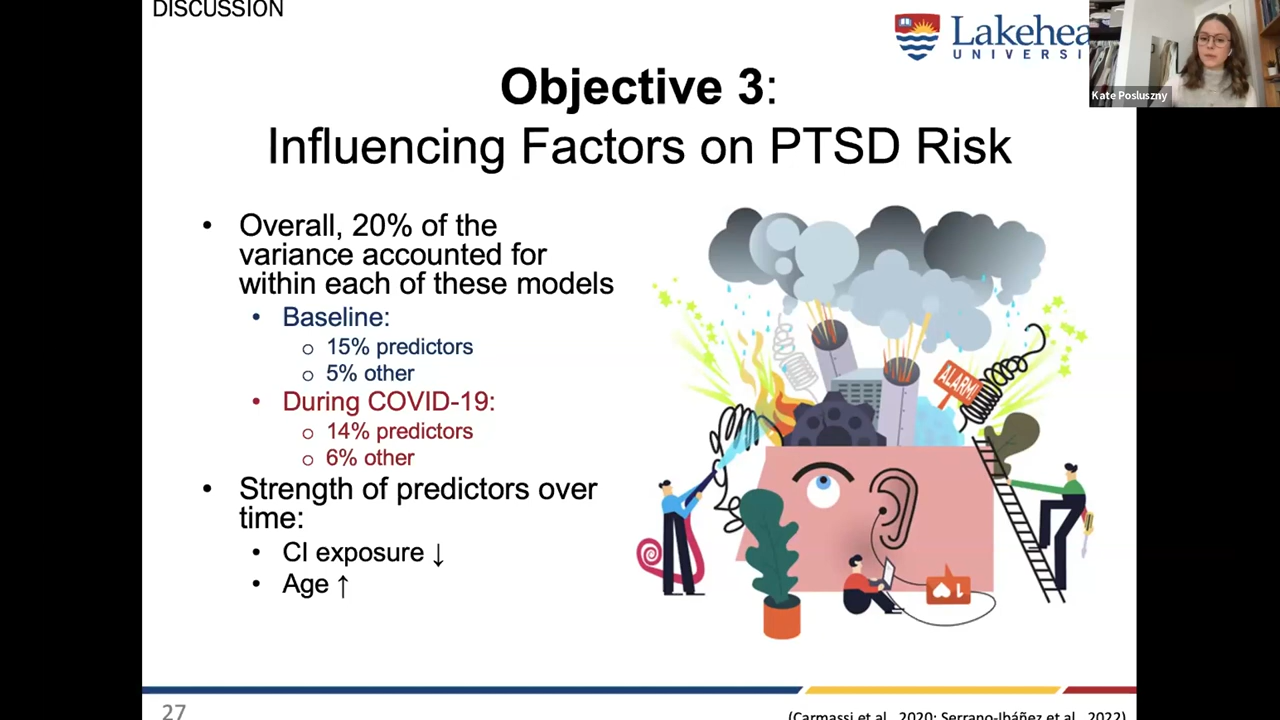 DISCUSSION
Lakehea
UNIVERSI
Kate Posluszny
Objective 3:
Influencing Factors on PTSD Risk
• Overall, 20% of the
variance accounted for
within each of these models
• Baseline:
o 15% predictors
o 5% other
• During COVID-19:
o 14% predictors
o 6% other
• Strength of predictors over
time:
• CI exposure ↓
• Age ↑
ALARM!
27
(Carmassi et al., 2020; Serrano-Ibáñez et al., 2022)